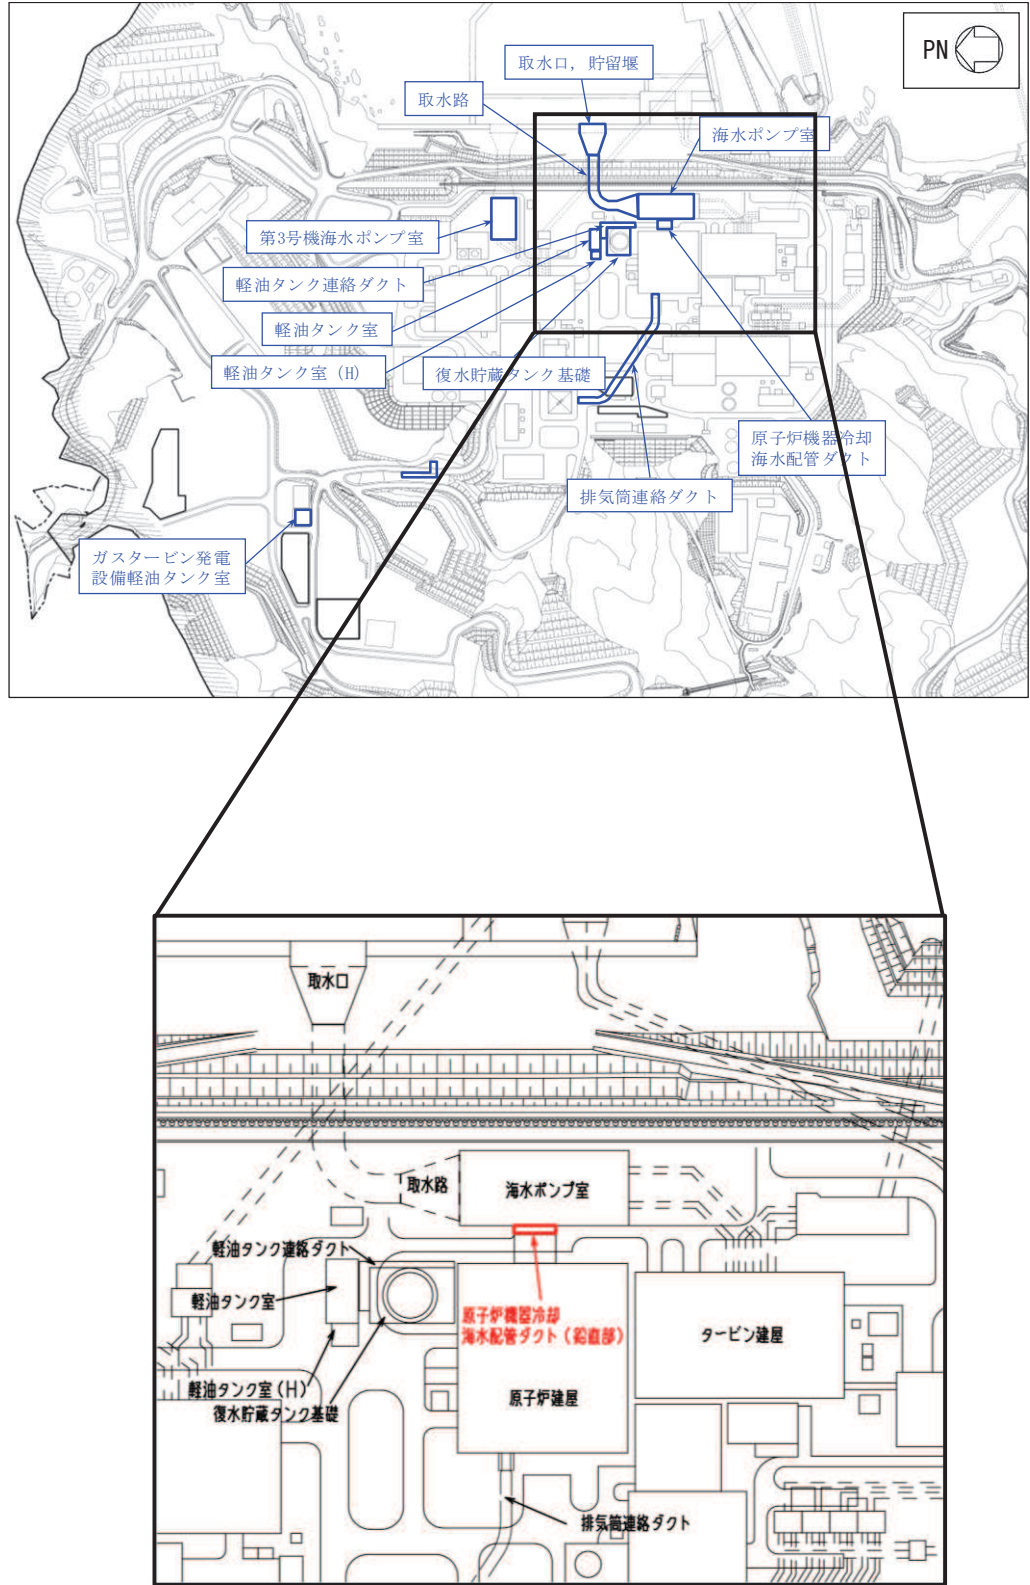 PN
取水口，貯留堰
取水路
海水ポンプ室
第3号機海水ポンプ室
軽油タンク連絡ダクト
軽油タンク室
軽油タンク室（H）
復水貯蔵タンク基礎
原子炉機器冷却
海水配管ダクト
排気筒連絡ダクト
ガスタービン発電
設備軽油タンク室
取水口
取水路
海水ポンプ室
軽油タンク連絡ダクト
軽油タンク室
原子炉機器冷却
海水配管ダクト（鉛直部）
タービン建屋
軽油タンク室（H）
復水貯蔵タンク基礎
原子炉建屋
排気筒連絡ダクト